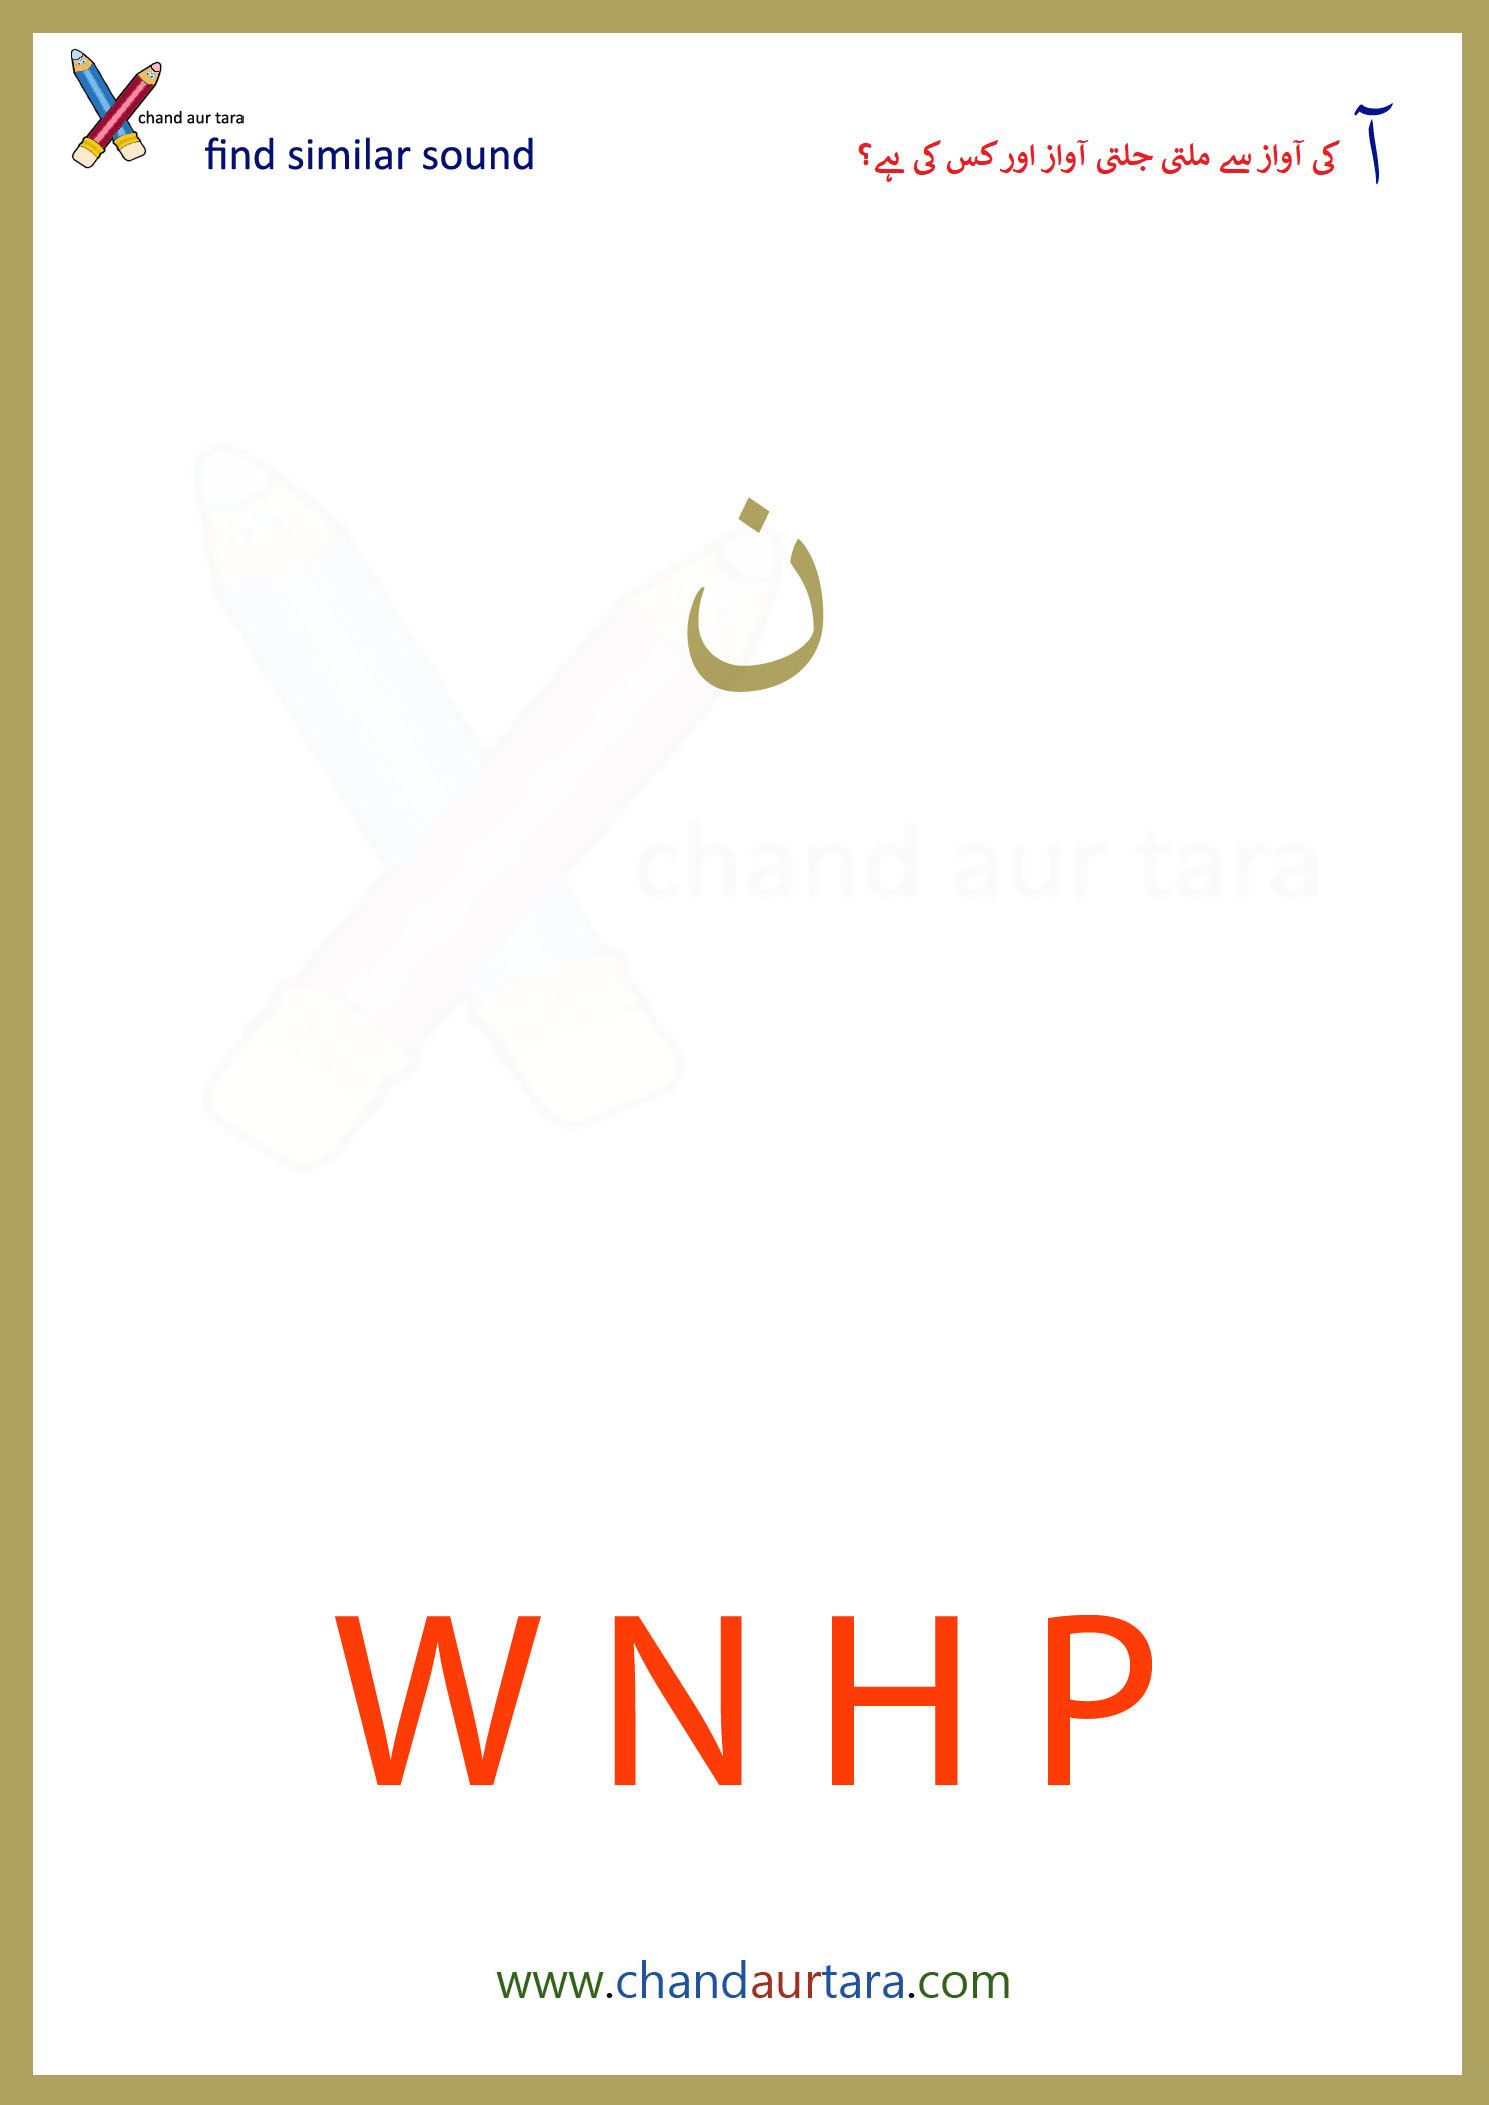 chand aur tara
find similar sound
آ کی آواز سے ملتی جلتی آواز اور کس کی ہے؟
ن
chand aur tara
W N H P
www.chandaurtara.com